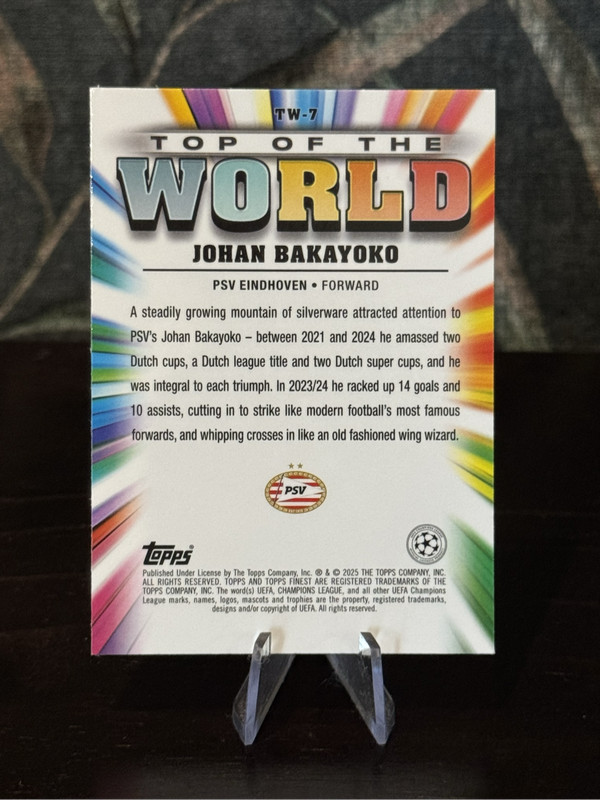 TW-7
TOP OF THE
WORLD
JOHAN BAKAYOKO
PSV EINDHOVEN • FORWARD
A steadily growing mountain of silverware attracted attention to
PSV's Johan Bakayoko – between 2021 and 2024 he amassed two
Dutch cups, a Dutch league title and two Dutch super cups, and he
was integral to each triumph. In 2023/24 he racked up 14 goals and
10 assists, cutting in to strike like modern football's most famous
forwards, and whipping crosses in like an old fashioned wing wizard.
PSV
Topps®
Published Under License by The Topps Company, Inc. ® & © 2025 THE TOPPS COMPANY, INC.
ALL RIGHTS RESERVED. TOPPS AND TOPPS FINEST ARE REGISTERED TRADEMARKS OF THE
TOPPS COMPANY, INC. The word(s) UEFA, CHAMPIONS LEAGUE, and all other UEFA Champions
League marks, names, logos, mascots and trophies are the property, registered trademarks,
designs and/or copyright of UEFA. All rights reserved.